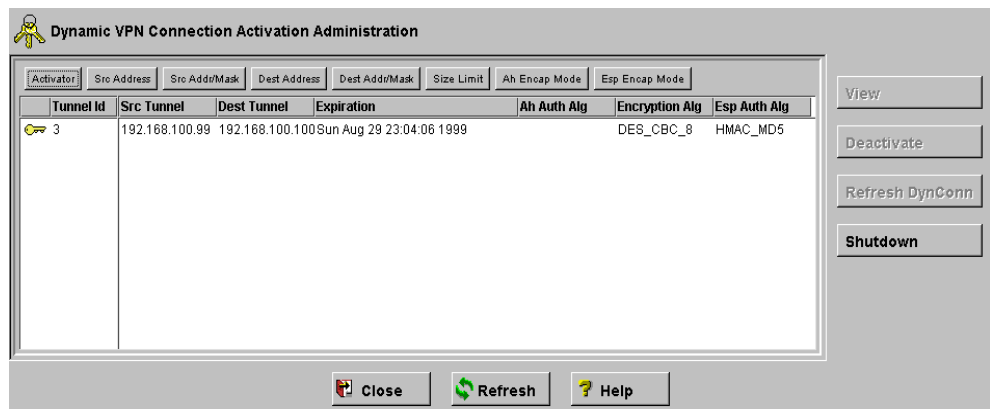 Dynamic VPN Connection Activation Administration
Activator Src Address Src Addr/Mask Dest Address Dest Addr/Mask Size Limit Ah Encap Mode Esp Encap Mode
Tunnel Id Src Tunnel Dest Tunnel Expiration Ah Auth Alg Encryption Alg Esp Auth Alg
3 192.168.100.99 192.168.100.100 Sun Aug 29 23:04:06 1999 DES_CBC_8 HMAC_MD5
View
Deactivate
Refresh DynConn
Shutdown
Close Refresh Help